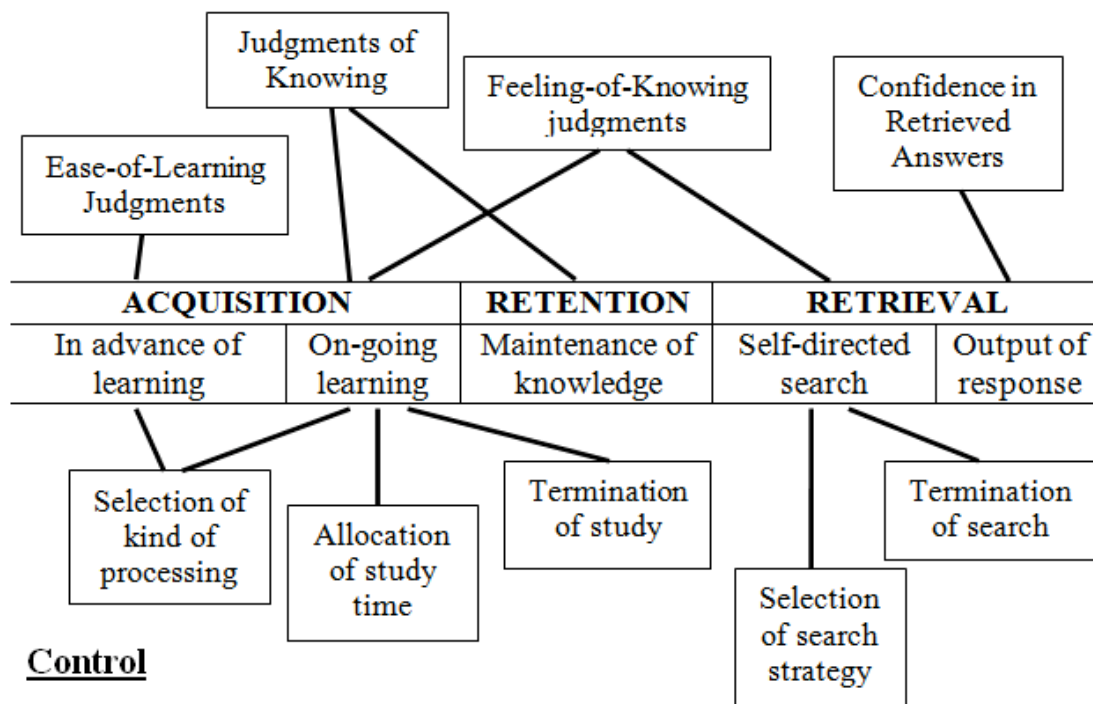 Judgments of
Knowing
Feeling-of-Knowing
judgments
Confidence in
Retrieved
Answers
Ease-of-Learning
Judgments
ACQUISITION
RETENTION
RETRIEVAL
In advance of
learning
On-going
learning
Maintenance of
knowledge
Self-directed
search
Output of
response
Selection of
kind of
processing
Allocation
of study
time
Termination
of study
Selection
of search
strategy
Termination
of search
Control